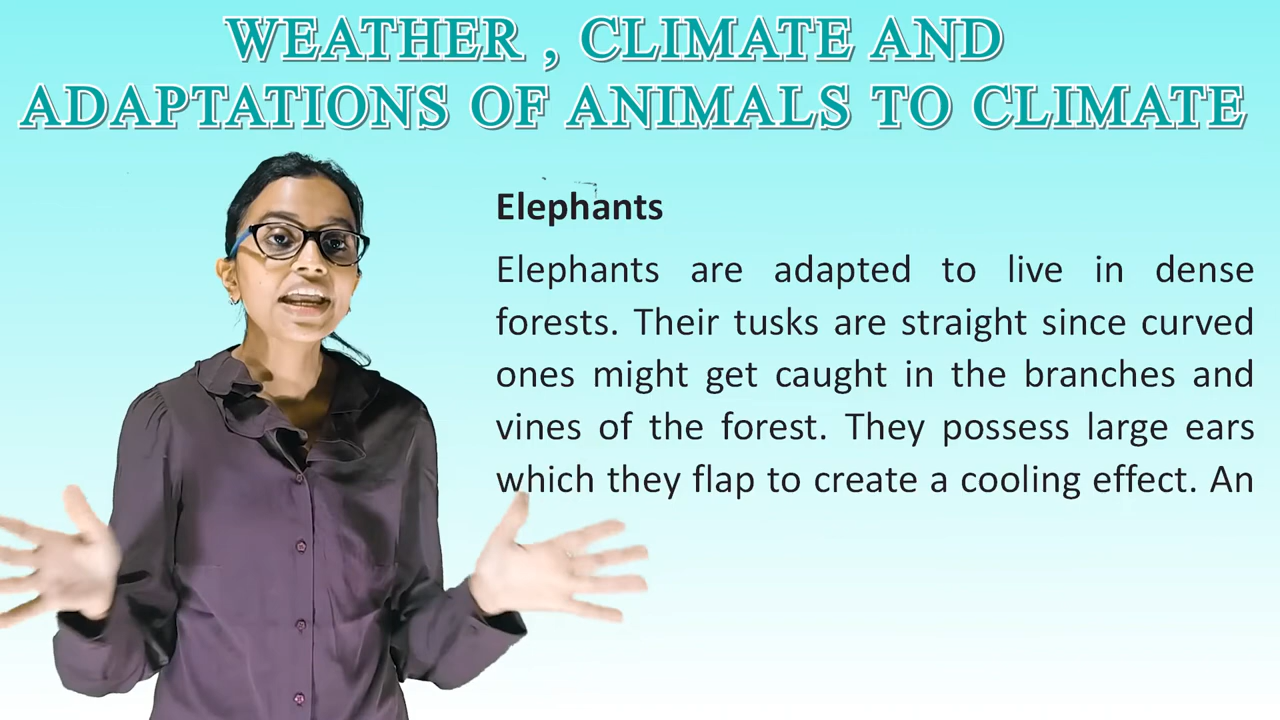 WEATHER , CLIMATE AND
ADAPTATIONS OF ANIMALS TO CLIMATE
Elephants
Elephants are adapted to live in dense
forests. Their tusks are straight since curved
ones might get caught in the branches and
vines of the forest. They possess large ears
which they flap to create a cooling effect. An